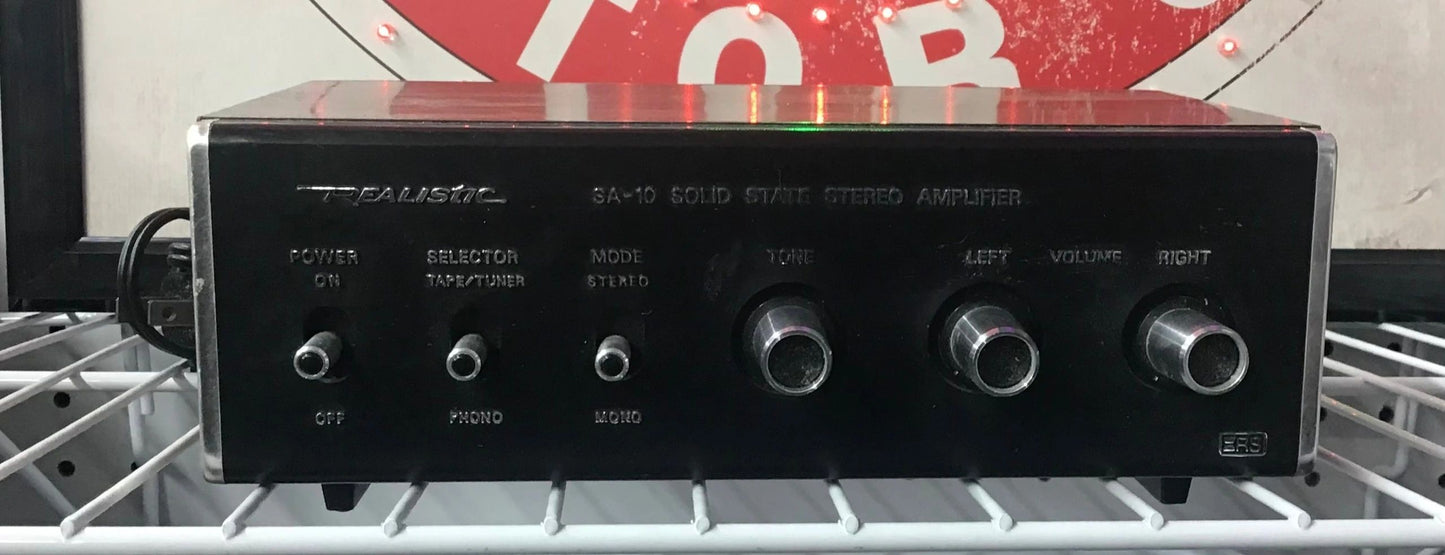 TOR
REALISTIC SA-10 SOLID STATE STEREO AMPLIFIER
POWER SELECTOR MODE TONE LEFT VOLUME RIGHT
ON TAPE/TUNER STEREO
OFF PHONO MONO
ERS